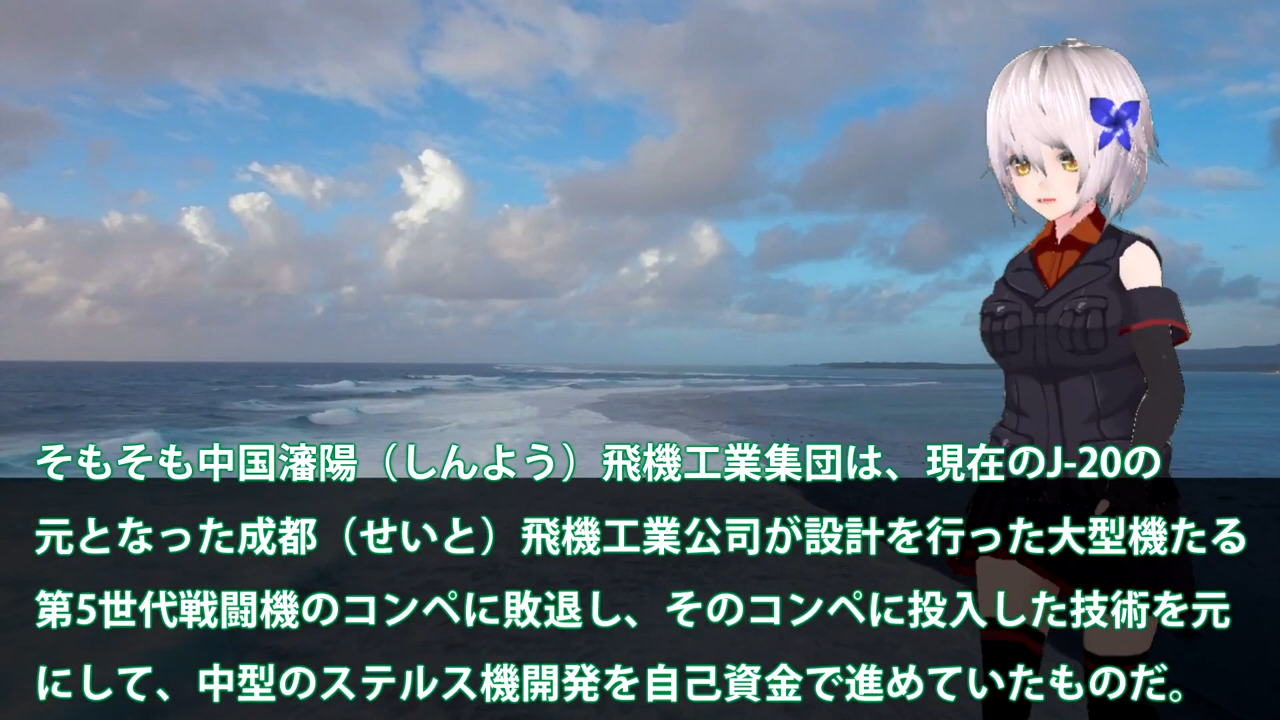 そもそも中国瀋陽（しんよう）飛機工業集団は、現在のJ-20の
元となった成都（せいと）飛機工業公司が設計を行った大型機たる
第5世代戦闘機のコンペに敗退し、そのコンペに投入した技術を元
にして、中型のステルス機開発を自己資金で進めていたものだ。